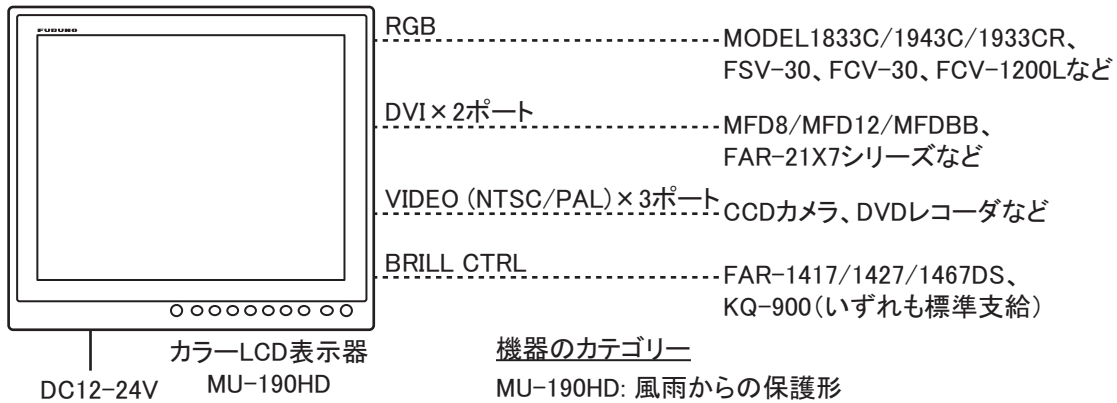 FURUNO
RGB
MODEL1833C/1943C/1933CR、
FSV-30、FCV-30、FCV-1200Lなど
DVI×2ポート
MFD8/MFD12/MFDBB、
FAR-21X7シリーズなど
VIDEO (NTSC/PAL)×3ポート
CCDカメラ、DVDレコーダなど
BRILL CTRL
FAR-1417/1427/1467DS、
KQ-900(いずれも標準支給)
カラーLCD表示器
MU-190HD
DC12-24V
機器のカテゴリー
MU-190HD: 風雨からの保護形